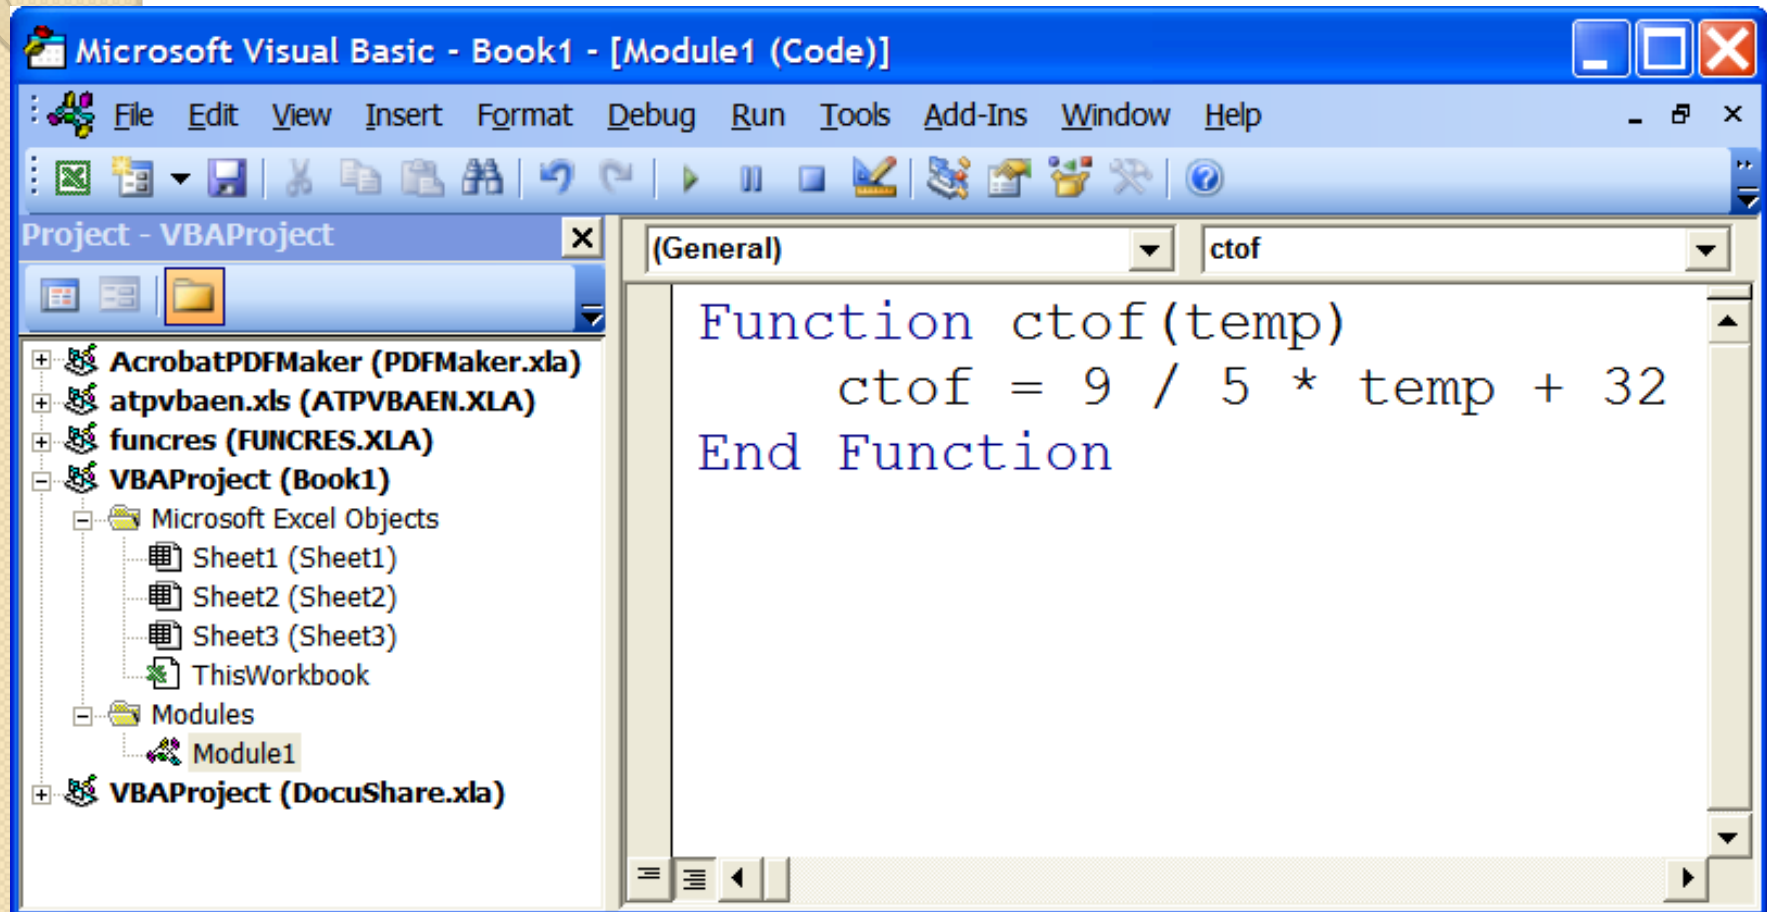 Microsoft Visual Basic - Book1 - [Module1 (Code)]
File Edit View Insert Format Debug Run Tools Add-Ins Window Help
Project - VBAProject
AcrobatPDFMaker (PDFMaker.xla)
atpvbaen.xls (ATPVBAEN.XLA)
funcres (FUNCRES.XLA)
VBAProject (Book1)
Microsoft Excel Objects
Sheet1 (Sheet1)
Sheet2 (Sheet2)
Sheet3 (Sheet3)
ThisWorkbook
Modules
Module1
VBAProject (DocuShare.xla)
(General) ctof
Function ctof(temp)
ctof = 9 / 5 * temp + 32
End Function